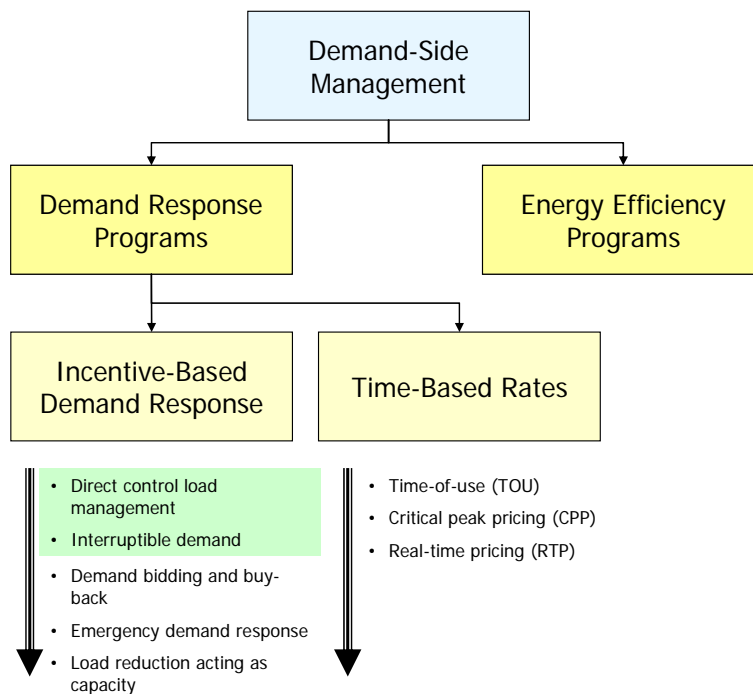 Demand-Side
Management
Demand Response
Programs
Energy Efficiency
Programs
Incentive-Based
Demand Response
Time-Based Rates
• Direct control load
management
• Interruptible demand
• Demand bidding and buy-
back
• Emergency demand response
• Load reduction acting as
capacity
• Time-of-use (TOU)
• Critical peak pricing (CPP)
• Real-time pricing (RTP)